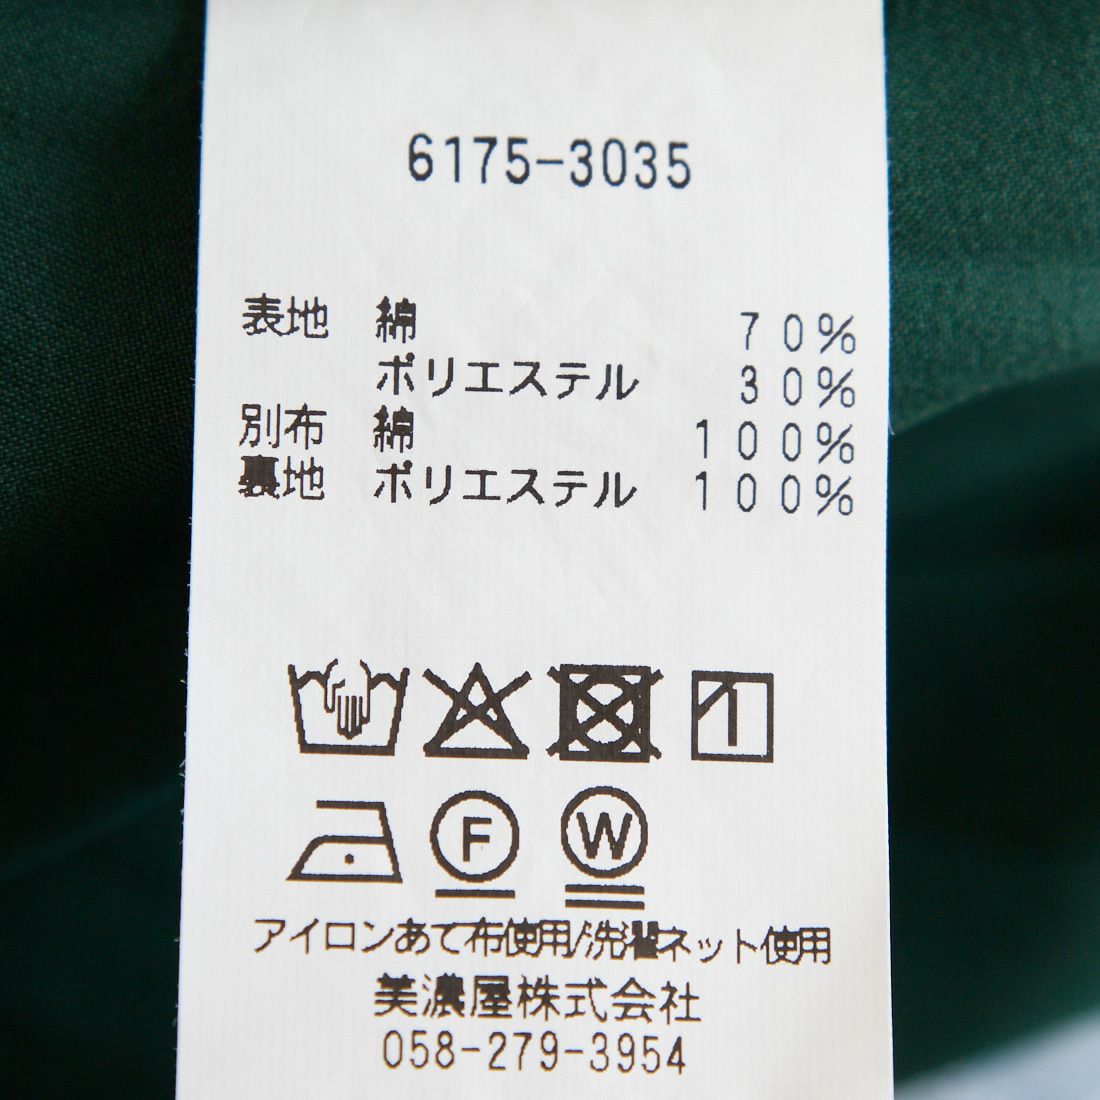 6175-3035
表地 綿 70%
ポリエステル 30%
別布 綿 100%
裏地 ポリエステル 100%
F W
アイロンあて布使用/洗濯ネット使用
美濃屋株式会社
058-279-3954